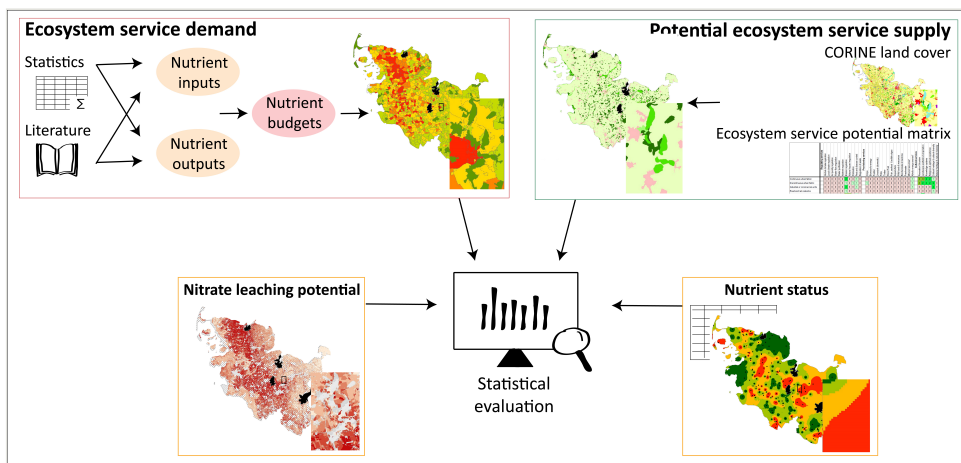 Ecosystem service demand
Statistics
Σ
Literature
Nutrient
inputs
Nutrient
outputs
Nutrient
budgets
Potential ecosystem service supply
CORINE land cover
Ecosystem service potential matrix
Nitrate leaching potential
Statistical
evaluation
Nutrient status